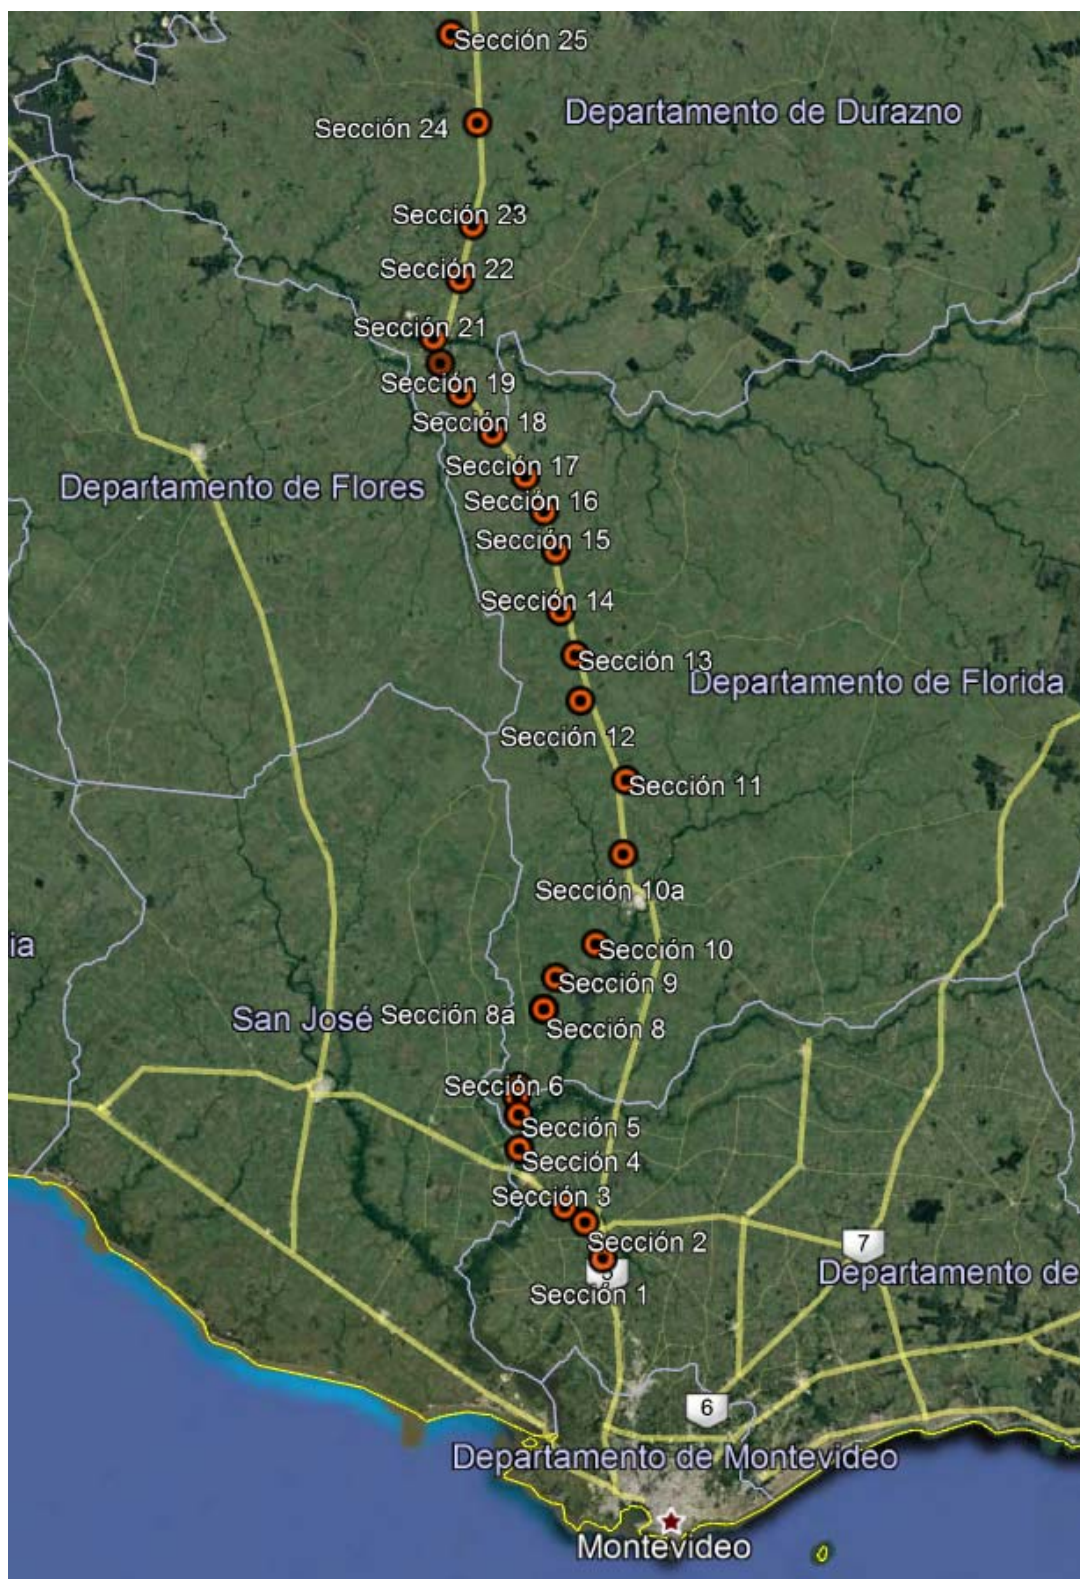 Sección 25
Departamento de Durazno
Sección 24
Sección 23
Sección 22
Sección 21
Sección 19
Sección 18
Sección 17
Departamento de Flores
Sección 16
Sección 15
Sección 14
Sección 13
Departamento de Florida
Sección 12
Sección 11
Sección 10a
ia
Sección 10
Sección 9
San José
Sección 8a
Sección 8
Sección 6
Sección 5
Sección 4
Sección 3
Sección 2
7
Departamento de
Sección 1
6
Departamento de Montevideo
Montevideo